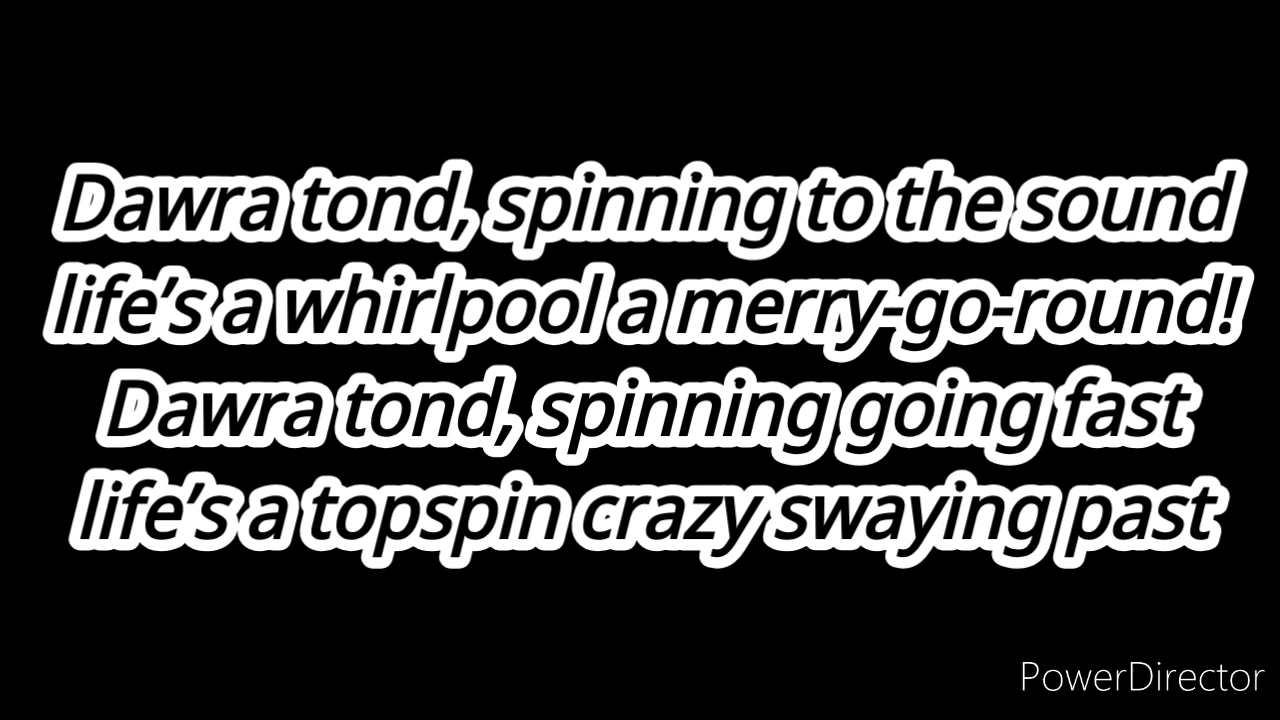 Dawra tond, spinning to the sound
life's a whirlpool a merry-go-round!
Dawra tond, spinning going fast
life's a topspin crazy swaying past
PowerDirector